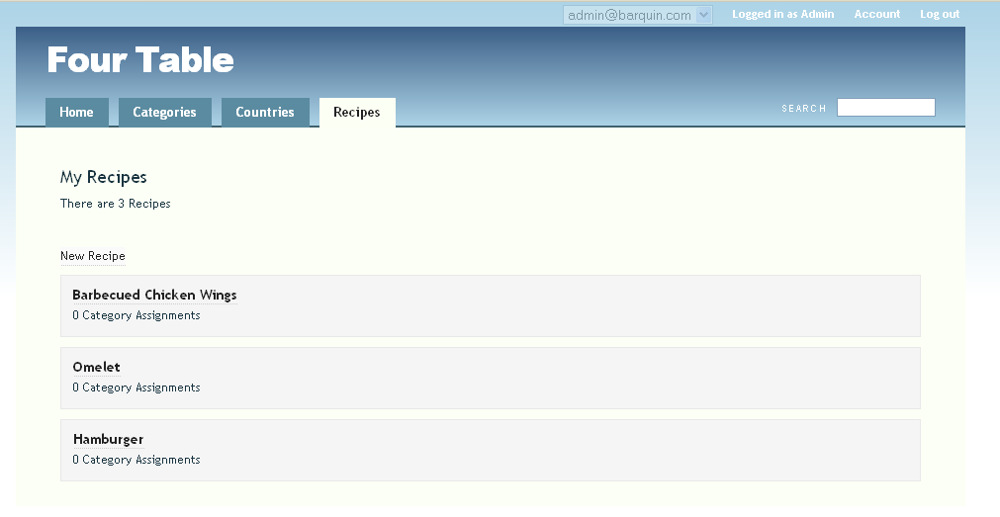 admin@barquin.com Logged in as Admin Account Log out
Four Table
Home Categories Countries Recipes SEARCH
My Recipes
There are 3 Recipes
New Recipe
Barbecued Chicken Wings
0 Category Assignments
Omelet
0 Category Assignments
Hamburger
0 Category Assignments